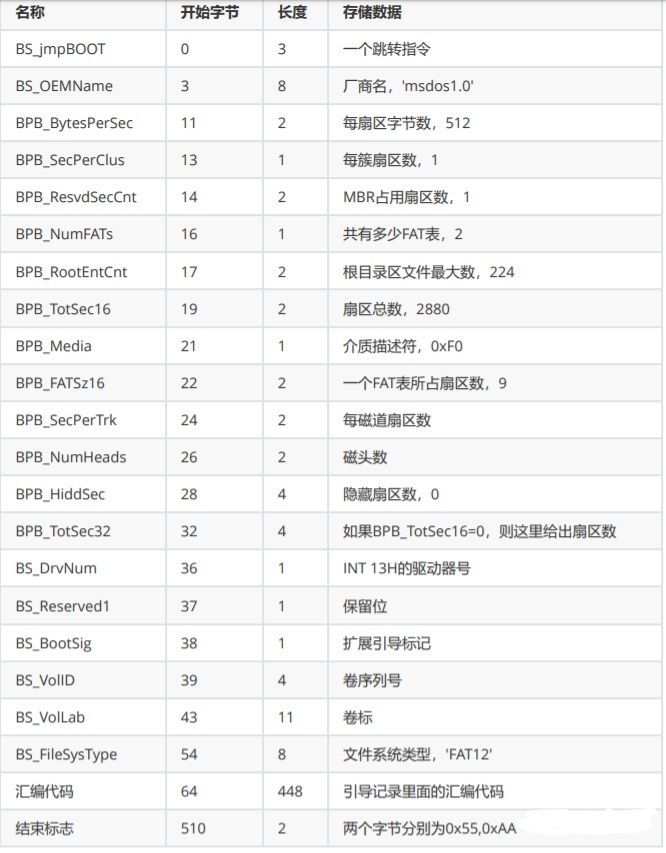 名称 开始字节 长度 存储数据
BS_jmpBOOT 0 3 一个跳转指令
BS_OEMName 3 8 厂商名，'msdos1.0'
BPB_BytesPerSec 11 2 每扇区字节数，512
BPB_SecPerClus 13 1 每簇扇区数，1
BPB_ResvdSecCnt 14 2 MBR占用扇区数，1
BPB_NumFATs 16 1 共有多少FAT表，2
BPB_RootEntCnt 17 2 根目录区文件最大数，224
BPB_TotSec16 19 2 扇区总数，2880
BPB_Media 21 1 介质描述符，0xF0
BPB_FATSz16 22 2 一个FAT表所占扇区数，9
BPB_SecPerTrk 24 2 每磁道扇区数
BPB_NumHeads 26 2 磁头数
BPB_HiddSec 28 4 隐藏扇区数，0
BPB_TotSec32 32 4 如果BPB_TotSec16=0，则这里给出扇区数
BS_DrvNum 36 1 INT 13H的驱动器号
BS_Reserved1 37 1 保留位
BS_BootSig 38 1 扩展引导标记
BS_VolID 39 4 卷序列号
BS_VolLab 43 11 卷标
BS_FileSysType 54 8 文件系统类型，'FAT12'
汇编代码 64 448 引导记录里面的汇编代码
结束标志 510 2 两个字节分别为0x55,0xAA